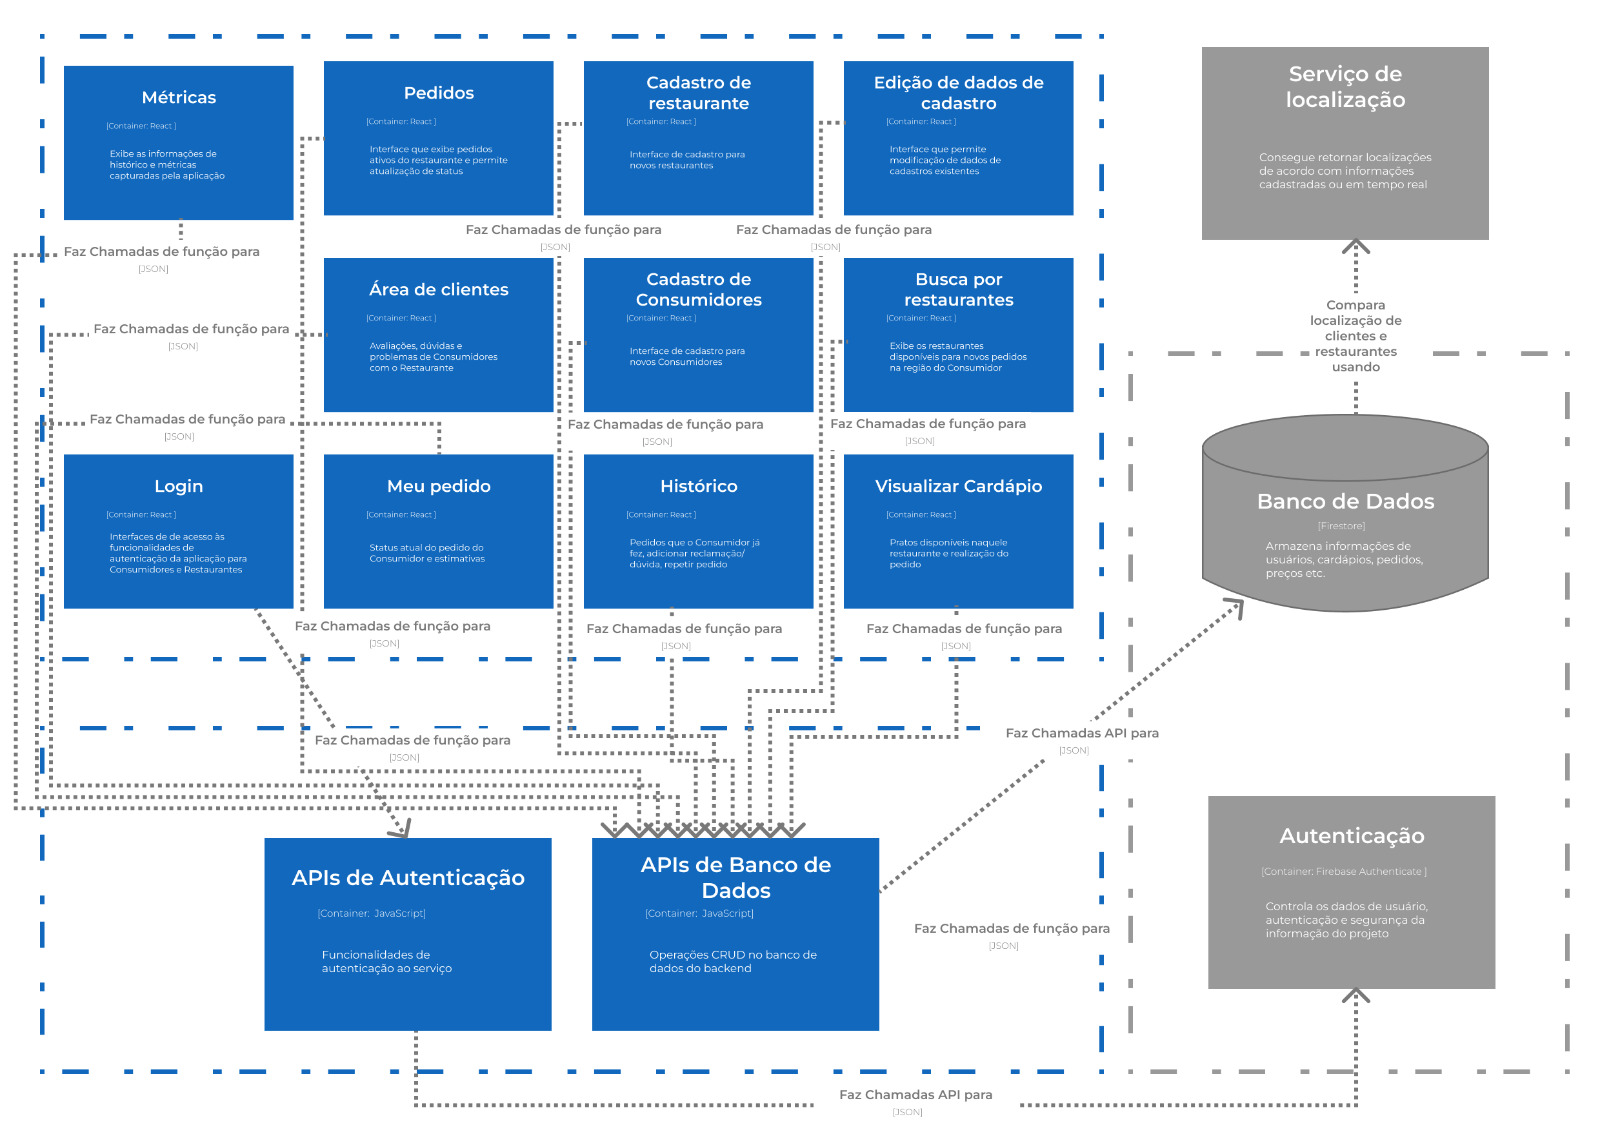 Métricas
[Container: React ]
Exibe as informações de
histórico e métricas
capturadas pela aplicação
Pedidos
[Container: React ]
Interface que exibe pedidos
ativos do restaurante e permite
atualização de status
Cadastro de
restaurante
[Container: React ]
Interface de cadastro para
novos restaurantes
Edição de dados de
cadastro
[Container: React ]
Interface que permite
modificação de dados de
cadastros existentes
Serviço de
localização
Consegue retornar localizações
de acordo com informações
cadastradas ou em tempo real
Faz Chamadas de função para
[JSON]
Faz Chamadas de função para
[JSON]
Faz Chamadas de função para
[JSON]
Área de clientes
[Container: React ]
Avaliações, dúvidas e
problemas de Consumidores
com o Restaurante
Cadastro de
Consumidores
[Container: React ]
Interface de cadastro para
novos Consumidores
Busca por
restaurantes
[Container: React ]
Exibe os restaurantes
disponíveis para novos pedidos
na região do Consumidor
Compara
localização de
clientes e
restaurantes
usando
Faz Chamadas de função para
[JSON]
Faz Chamadas de função para
[JSON]
Faz Chamadas de função para
[JSON]
Faz Chamadas de função para
[JSON]
Login
[Container: React ]
Interfaces de de acesso às
funcionalidades de
autenticação da aplicação para
Consumidores e Restaurantes
Meu pedido
[Container: React ]
Status atual do pedido do
Consumidor e estimativas
Histórico
[Container: React ]
Pedidos que o Consumidor já
fez, adicionar reclamação/
dúvida, repetir pedido
Visualizar Cardápio
[Container: React ]
Pratos disponíveis naquele
restaurante e realização do
pedido
Banco de Dados
[Firestore]
Armazena informações de
usuários, cardápios, pedidos,
preços etc.
Faz Chamadas de função para
[JSON]
Faz Chamadas de função para
[JSON]
Faz Chamadas de função para
[JSON]
Faz Chamadas de função para
[JSON]
Faz Chamadas API para
[JSON]
APIs de Autenticação
[Container: JavaScript]
Funcionalidades de
autenticação ao serviço
APIs de Banco de
Dados
[Container: JavaScript]
Operações CRUD no banco de
dados do backend
Faz Chamadas de função para
[JSON]
Autenticação
[Container: Firebase Authenticate ]
Controla os dados de usuário,
autenticação e segurança da
informação do projeto
Faz Chamadas API para
[JSON]